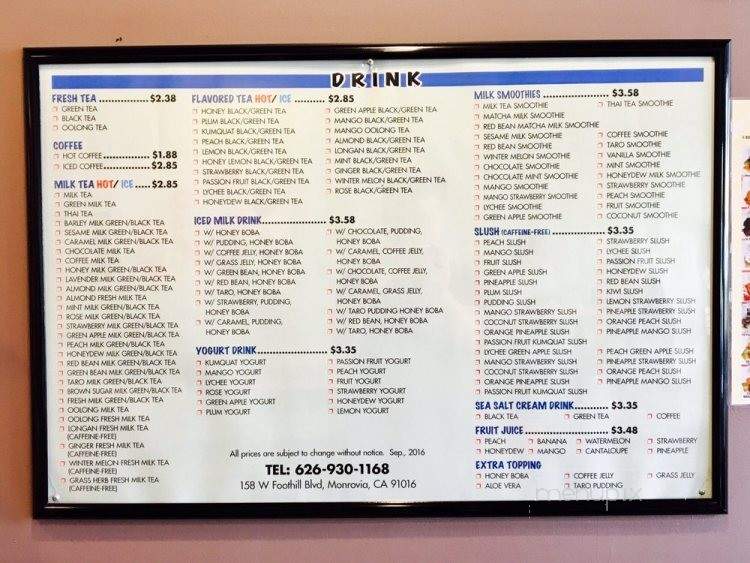 DRINK
FRESH TEA ............... $2.38
GREEN TEA
BLACK TEA
OOLONG TEA
COFFEE
HOT COFFEE............... $1.88
ICED COFFEE............. $2.85
MILK TEA HOT/ ICE ..... $2.85
MILK TEA
GREEN MILK TEA
THAI TEA
BARLEY MILK GREEN/BLACK TEA
SESAME MILK GREEN/BLACK TEA
CARAMEL MILK GREEN/BLACK TEA
CHOCOLATE MILK TEA
COFFEE MILK TEA
HONEY MILK GREEN/BLACK TEA
LAVENDER MILK GREEN/BLACK TEA
ALMOND MILK GREEN/BLACK TEA
ALMOND FRESH MILK TEA
MINT MILK GREEN/BLACK TEA
ROSE MILK GREEN/BLACK TEA
STRAWBERRY MILK GREEN/BLACK TEA
GREEN APPLE MILK GREEN/BLACK TEA
PEACH MILK GREEN/BLACK TEA
HONEYDEW MILK GREEN/BLACK TEA
RED BEAN MILK GREEN/BLACK TEA
GREEN BEAN MILK GREEN/BLACK TEA
TARO MILK GREEN/BLACK TEA
BROWN SUGAR MILK GREEN/BLACK TEA
FRESH MILK GREEN/BLACK TEA
OOLONG MILK TEA
OOLONG FRESH MILK TEA
LONGAN FRESH MILK TEA
(CAFFEINE-FREE)
GINGER FRESH MILK TEA
(CAFFEINE-FREE)
WINTER MELON FRESH MILK TEA
(CAFFEINE-FREE)
GRASS HERB FRESH MILK TEA
(CAFFEINE-FREE)
FLAVORED TEA HOT/ ICE ......... $2.85
HONEY BLACK/GREEN TEA
PLUM BLACK/GREEN TEA
KUMQUAT BLACK/GREEN TEA
PEACH BLACK/GREEN TEA
LEMON BLACK/GREEN TEA
HONEY LEMON BLACK/GREEN TEA
STRAWBERRY BLACK/GREEN TEA
PASSION FRUIT BLACK/GREEN TEA
LYCHEE BLACK/GREEN TEA
HONEYDEW BLACK/GREEN TEA
GREEN APPLE BLACK/GREEN TEA
MANGO BLACK/GREEN TEA
MANGO OOLONG TEA
ALMOND BLACK/GREEN TEA
LONGAN BLACK/GREEN TEA
MINT BLACK/GREEN TEA
GINGER BLACK/GREEN TEA
WINTER MELON BLACK/GREEN TEA
ROSE BLACK/GREEN TEA
ICED MILK DRINK................... $3.58
W/ HONEY BOBA
W/ PUDDING, HONEY BOBA
W/ COFFEE JELLY, HONEY BOBA
W/ GRASS JELLY, HONEY BOBA
W/ GREEN BEAN, HONEY BOBA
W/ RED BEAN, HONEY BOBA
W/ TARO, HONEY BOBA
W/ STRAWBERRY, PUDDING,
HONEY BOBA
W/ CARAMEL, PUDDING,
HONEY BOBA
W/ CHOCOLATE, PUDDING,
HONEY BOBA
W/ CARAMEL, COFFEE JELLY,
HONEY BOBA
W/ CHOCOLATE, COFFEE JELLY,
HONEY BOBA
W/ CARAMEL, GRASS JELLY,
HONEY BOBA
W/ TARO PUDDING HONEY BOBA
W/ RED BEAN, HONEY BOBA
W/ TARO, HONEY BOBA
YOGURT DRINK..................... $3.35
KUMQUAT YOGURT
MANGO YOGURT
LYCHEE YOGURT
ROSE YOGURT
GREEN APPLE YOGURT
PLUM YOGURT
PASSION FRUIT YOGURT
PEACH YOGURT
FRUIT YOGURT
STRAWBERRY YOGURT
HONEYDEW YOGURT
LEMON YOGURT
All prices are subject to change without notice. Sep., 2016
TEL: 626-930-1168
158 W Foothill Blvd, Monrovia, CA 91016
MILK SMOOTHIES .................. $3.58
MILK TEA SMOOTHIE
MATCHA MILK SMOOTHIE
RED BEAN MATCHA MILK SMOOTHIE
SESAME MILK SMOOTHIE
RED BEAN SMOOTHIE
WINTER MELON SMOOTHIE
CHOCOLATE SMOOTHIE
CHOCOLATE MINT SMOOTHIE
MANGO SMOOTHIE
MANGO STRAWBERRY SMOOTHIE
LYCHEE SMOOTHIE
GREEN APPLE SMOOTHIE
THAI TEA SMOOTHIE
COFFEE SMOOTHIE
TARO SMOOTHIE
VANILLA SMOOTHIE
MINT SMOOTHIE
HONEYDEW MILK SMOOTHIE
STRAWBERRY SMOOTHIE
PEACH SMOOTHIE
FRUIT SMOOTHIE
COCONUT SMOOTHIE
SLUSH (CAFFEINE-FREE) ............... $3.35
PEACH SLUSH
MANGO SLUSH
FRUIT SLUSH
GREEN APPLE SLUSH
PINEAPPLE SLUSH
PLUM SLUSH
PUDDING SLUSH
MANGO STRAWBERRY SLUSH
COCONUT STRAWBERRY SLUSH
ORANGE PINEAPPLE SLUSH
PASSION FRUIT KUMQUAT SLUSH
LYCHEE GREEN APPLE SLUSH
MANGO STRAWBERRY SLUSH
COCONUT STRAWBERRY SLUSH
ORANGE PINEAPPLE SLUSH
PASSION FRUIT KUMQUAT SLUSH
STRAWBERRY SLUSH
LYCHEE SLUSH
PASSION FRUIT SLUSH
HONEYDEW SLUSH
RED BEAN SLUSH
KIWI SLUSH
LEMON STRAWBERRY SLUSH
PINEAPPLE STRAWBERRY SLUSH
ORANGE PEACH SLUSH
PINEAPPLE MANGO SLUSH
PEACH GREEN APPLE SLUSH
PINEAPPLE STRAWBERRY SLUSH
ORANGE PEACH SLUSH
PINEAPPLE MANGO SLUSH
SEA SALT CREAM DRINK......... $3.35
BLACK TEA GREEN TEA COFFEE
FRUIT JUICE ........................ $3.48
PEACH BANANA WATERMELON STRAWBERRY
HONEYDEW MANGO CANTALOUPE PINEAPPLE
EXTRA TOPPING
HONEY BOBA COFFEE JELLY GRASS JELLY
ALOE VERA TARO PUDDING
menupix